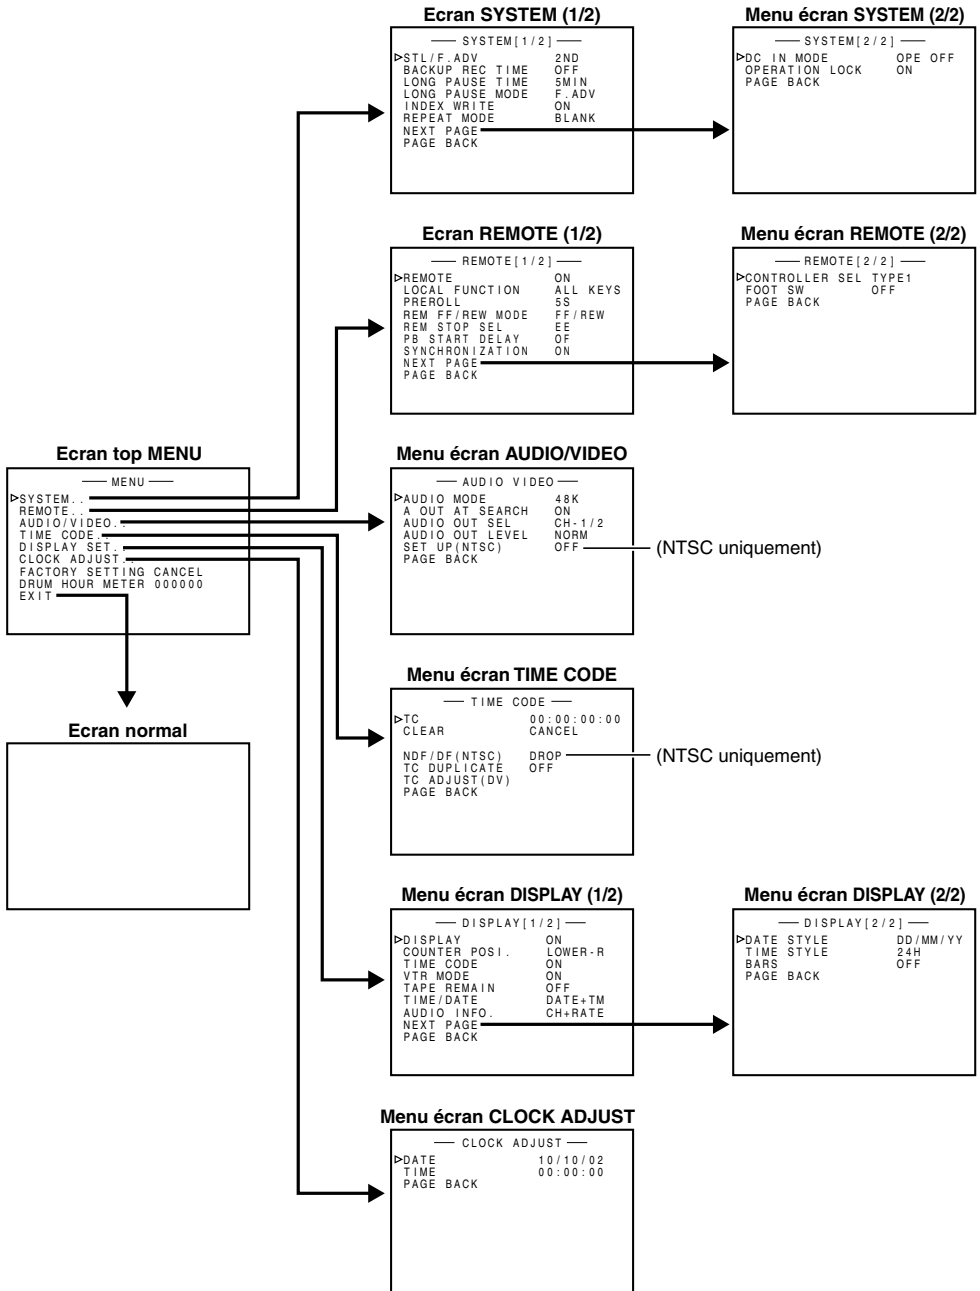 Ecran SYSTEM (1/2)
SYSTEM[1/2]
STL/F.ADV 2ND
BACKUP REC TIME OFF
LONG PAUSE TIME 5MIN
LONG PAUSE MODE F.ADV
INDEX WRITE ON
REPEAT MODE BLANK
NEXT PAGE
PAGE BACK
Menu écran SYSTEM (2/2)
SYSTEM[2/2]
DC IN MODE OPE OFF
OPERATION LOCK ON
PAGE BACK
Ecran REMOTE (1/2)
REMOTE[1/2]
REMOTE ON
LOCAL FUNCTION ALL KEYS
PREROLL 5S
REM FF/REW MODE FF/REW
REM STOP SEL EE
PB START DELAY OF
SYNCHRONIZATION ON
NEXT PAGE
PAGE BACK
Menu écran REMOTE (2/2)
REMOTE[2/2]
CONTROLLER SEL TYPE1
FOOT SW OFF
PAGE BACK
Ecran top MENU
MENU
SYSTEM..
REMOTE..
AUDIO/VIDEO..
TIME CODE..
DISPLAY SET..
CLOCK ADJUST..
FACTORY SETTING CANCEL
DRUM HOUR METER 000000
EXIT
Menu écran AUDIO/VIDEO
AUDIO VIDEO
AUDIO MODE 48K
A OUT AT SEARCH ON
AUDIO OUT SEL CH-1/2
AUDIO OUT LEVEL NORM
SET UP(NTSC) OFF (NTSC uniquement)
PAGE BACK
Ecran normal
Menu écran TIME CODE
TIME CODE
TC 00:00:00:00
CLEAR CANCEL
NDF/DF(NTSC) DROP (NTSC uniquement)
TC DUPLICATE OFF
TC ADJUST(DV)
PAGE BACK
Menu écran DISPLAY (1/2)
DISPLAY[1/2]
DISPLAY ON
COUNTER POSI. LOWER-R
TIME CODE ON
VTR MODE ON
TAPE REMAIN OFF
TIME/DATE DATE+TM
AUDIO INFO. CH+RATE
NEXT PAGE
PAGE BACK
Menu écran DISPLAY (2/2)
DISPLAY[2/2]
DATE STYLE DD/MM/YY
TIME STYLE 24H
BARS OFF
PAGE BACK
Menu écran CLOCK ADJUST
CLOCK ADJUST
DATE 10/10/02
TIME 00:00:00
PAGE BACK